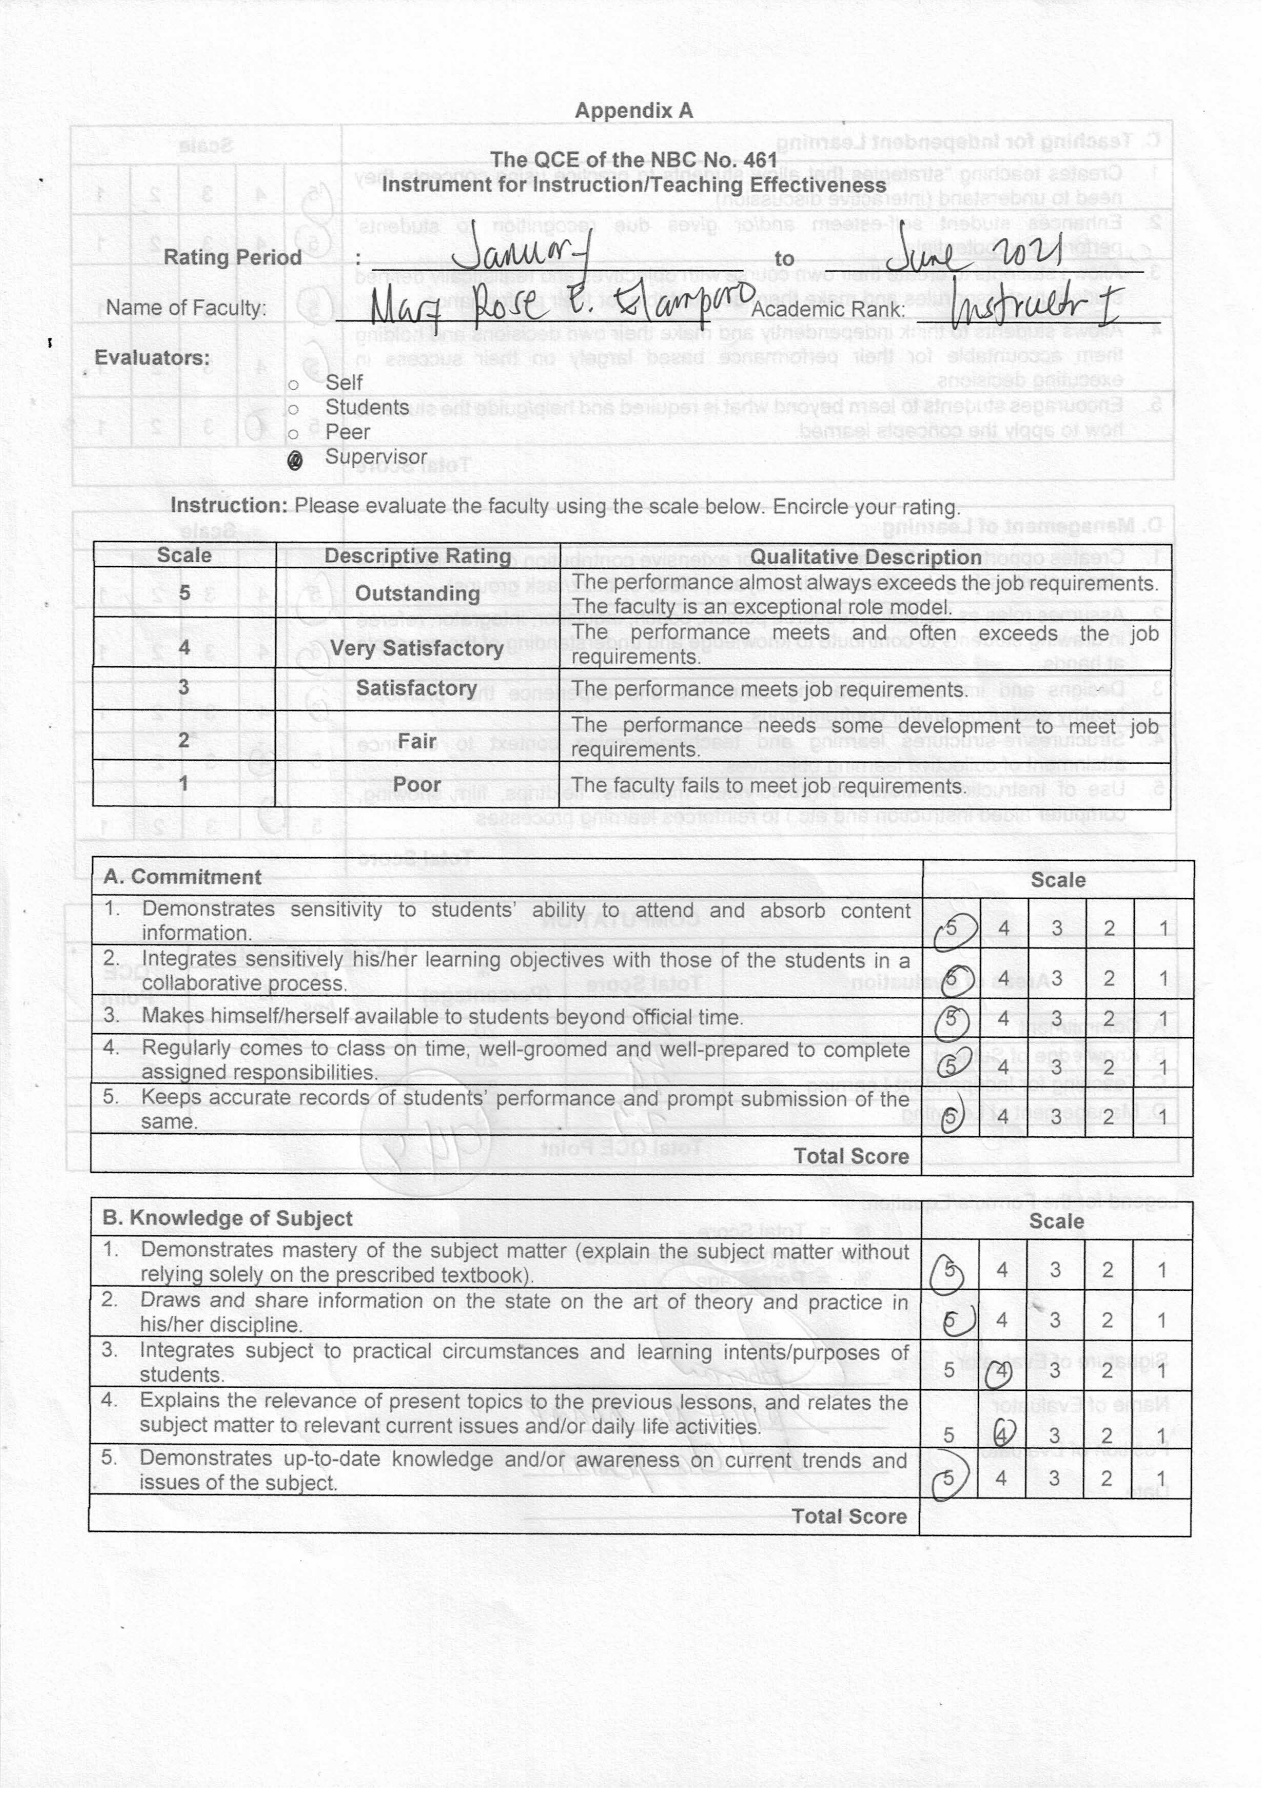 Appendix A
The QCE of the NBC No. 461
Instrument for Instruction/Teaching Effectiveness
Rating Period : January to June 2021
Name of Faculty: Mary Rose E. Academic Rank: Instructor I
Evaluators:
Self
Students
Peer
Supervisor
Instruction: Please evaluate the faculty using the scale below. Encircle your rating.
Scale Descriptive Rating Qualitative Description
5 Outstanding The performance almost always exceeds the job requirements.
The faculty is an exceptional role model.
4 Very Satisfactory The performance meets and often exceeds the job
requirements.
3 Satisfactory The performance meets job requirements.
2 Fair The performance needs some development to meet job
requirements.
1 Poor The faculty fails to meet job requirements.
A. Commitment Scale
1. Demonstrates sensitivity to students' ability to attend and absorb content
information. 5 4 3 2 1
2. Integrates sensitively his/her learning objectives with those of the students in a
collaborative process. 5 4 3 2 1
3. Makes himself/herself available to students beyond official time. 5 4 3 2 1
4. Regularly comes to class on time, well-groomed and well-prepared to complete
assigned responsibilities. 5 4 3 2 1
5. Keeps accurate records of students' performance and prompt submission of the
same. 5 4 3 2 1
Total Score
B. Knowledge of Subject Scale
1. Demonstrates mastery of the subject matter (explain the subject matter without
relying solely on the prescribed textbook). 5 4 3 2 1
2. Draws and share information on the state on the art of theory and practice in
his/her discipline. 5 4 3 2 1
3. Integrates subject to practical circumstances and learning intents/purposes of
students. 5 4 3 2 1
4. Explains the relevance of present topics to the previous lessons, and relates the
subject matter to relevant current issues and/or daily life activities. 5 4 3 2 1
5. Demonstrates up-to-date knowledge and/or awareness on current trends and
issues of the subject. 5 4 3 2 1
Total Score